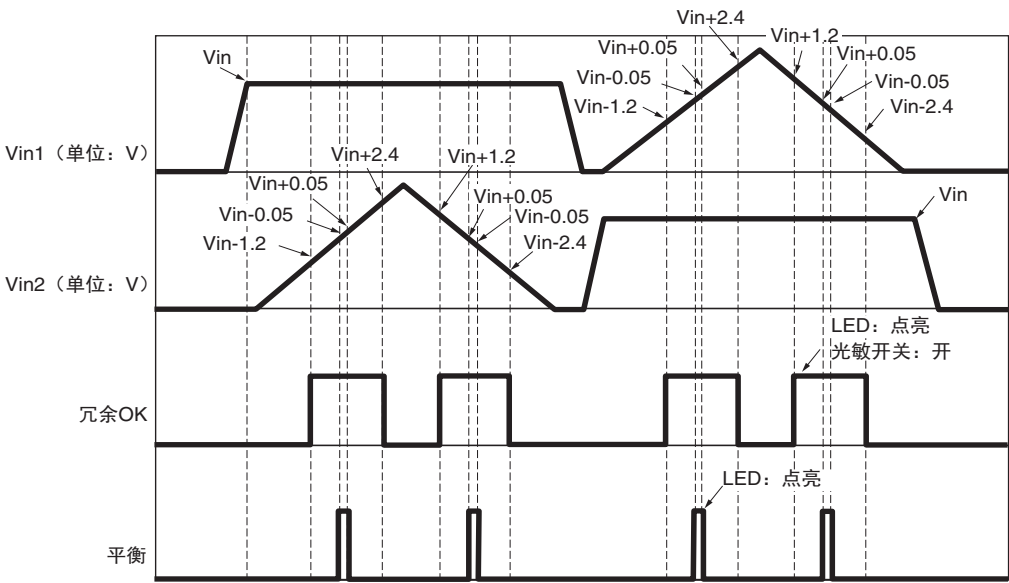 Vin+2.4
Vin+1.2
Vin+0.05
Vin+0.05
Vin
Vin-0.05
Vin-0.05
Vin-1.2
Vin-2.4
Vin1（单位：V）
Vin+2.4
Vin+1.2
Vin+0.05
Vin+0.05
Vin
Vin-0.05
Vin-0.05
Vin-1.2
Vin-2.4
Vin2（单位：V）
LED：点亮
光敏开关：开
冗余OK
LED：点亮
平衡